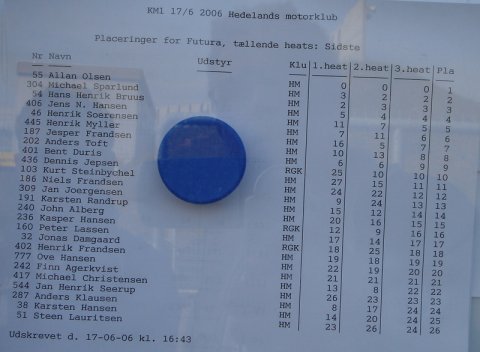 KM1 17/6 2006 Hedelands motorklub
Placeringer for Futura, tællende heats: Sidste
Nr Navn Udstyr Klu 1.heat 2.heat 3.heat Pla
55 Allan Olsen HM 0 0 0 1
304 Michael Sparlund HM 3 2 2 2
54 Hans Henrik Bruus HM 2 3 3 3
406 Jens N. Hansen HM 5 4 4 4
46 Henrik Soerensen HM 11 7 5 5
445 Henrik Myller HM 7 11 6 6
187 Jesper Frandsen HM 16 5 7 7
202 Anders Toft HM 10 13 8 8
401 Bent Duris HM 6 6 9 9
436 Dennis Jepsen RGK 25 10 10 10
103 Kurt Steinbychel HM 27 15 11 11
186 Niels Frandsen HM 24 22 12 12
309 Jan Joergensen HM 9 24 13 13
191 Karsten Randrup HM 15 12 14 14
240 John Alberg HM 20 16 15 15
236 Kasper Hansen RGK 12 9 16 16
160 Peter Lassen HM 17 14 17 17
32 Jonas Damgaard RGK 18 25 18 18
402 Henrik Frandsen HM 19 18 19 19
777 Ove Hansen HM 22 19 20 20
242 Finn Agerkvist HM 21 21 21 21
417 Michael Christensen HM 13 8 22 22
544 Jan Henrik Seerup HM 26 23 23 23
287 Anders Klausen HM 8 17 24 24
38 Karsten Hansen HM 14 20 24 25
51 Steen Lauritsen HM 23 26 24 26
Udskrevet d. 17-06-06 kl. 16:43